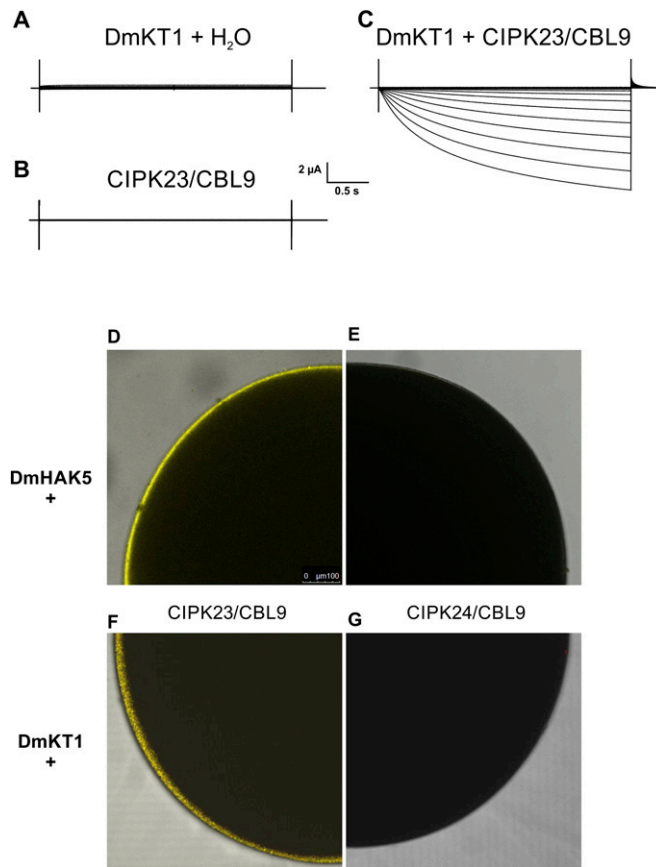 A
DmKT1 + H₂O
C
DmKT1 + CIPK23/CBL9
B
CIPK23/CBL9
2 µA
0.5 s
D
E
DmHAK5
+
0 µm100
F
CIPK23/CBL9
G
CIPK24/CBL9
DmKT1
+